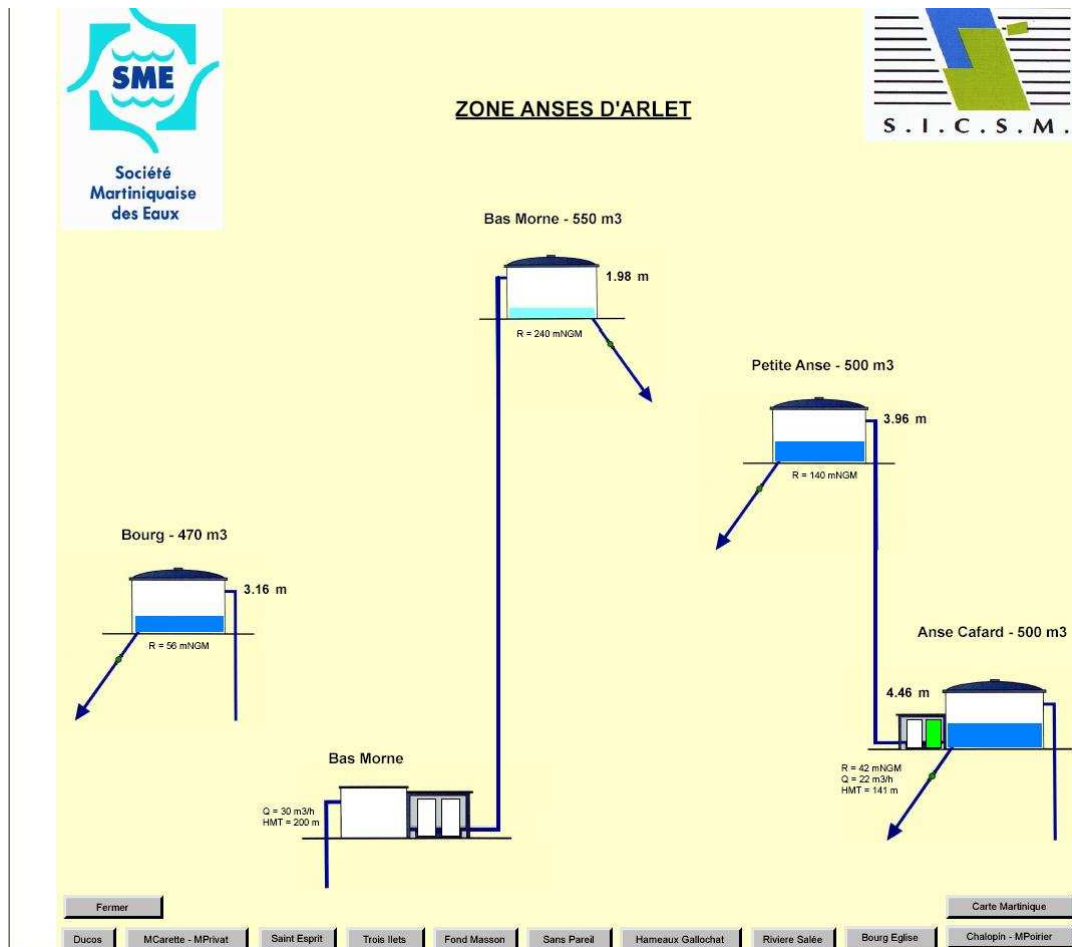 SME
Société
Martiniquaise
des Eaux
ZONE ANSES D'ARLET
S.I.C.S.M.
Bas Morne - 550 m3
1.98 m
R = 240 mNGM
Petite Anse - 500 m3
3.96 m
R = 140 mNGM
Bourg - 470 m3
3.16 m
R = 56 mNGM
Anse Cafard - 500 m3
4.46 m
R = 42 mNGM
Q = 22 m3/h
HMT = 141 m
Bas Morne
Q = 30 m3/h
HMT = 200 m
Fermer
Carte Martinique
Ducos
MCarette - MPrivat
Saint Esprit
Trois Ilets
Fond Masson
Sans Pareil
Hameaux Gallochat
Riviere Salée
Bourg Eglise
Chalopin - MPoirier